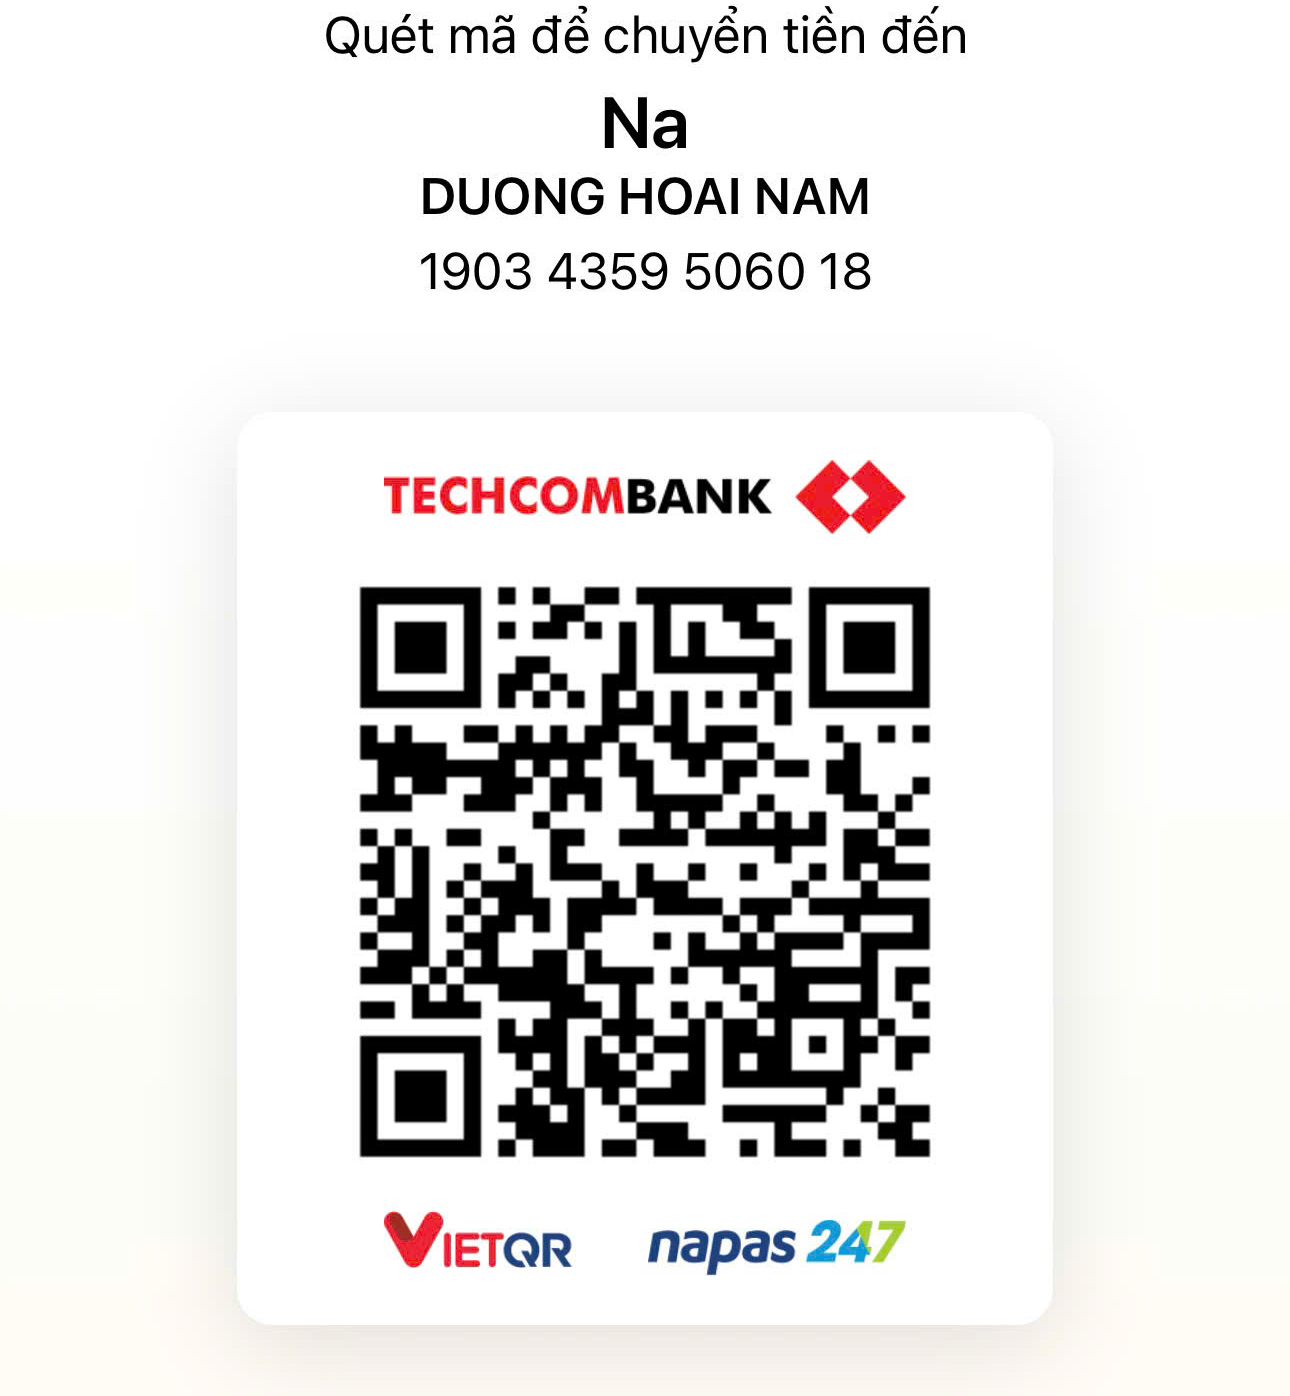 Quét mã để chuyển tiền đến
Na
DUONG HOAI NAM
1903 4359 5060 18
TECHCOMBANK
VIETQR
napas 247